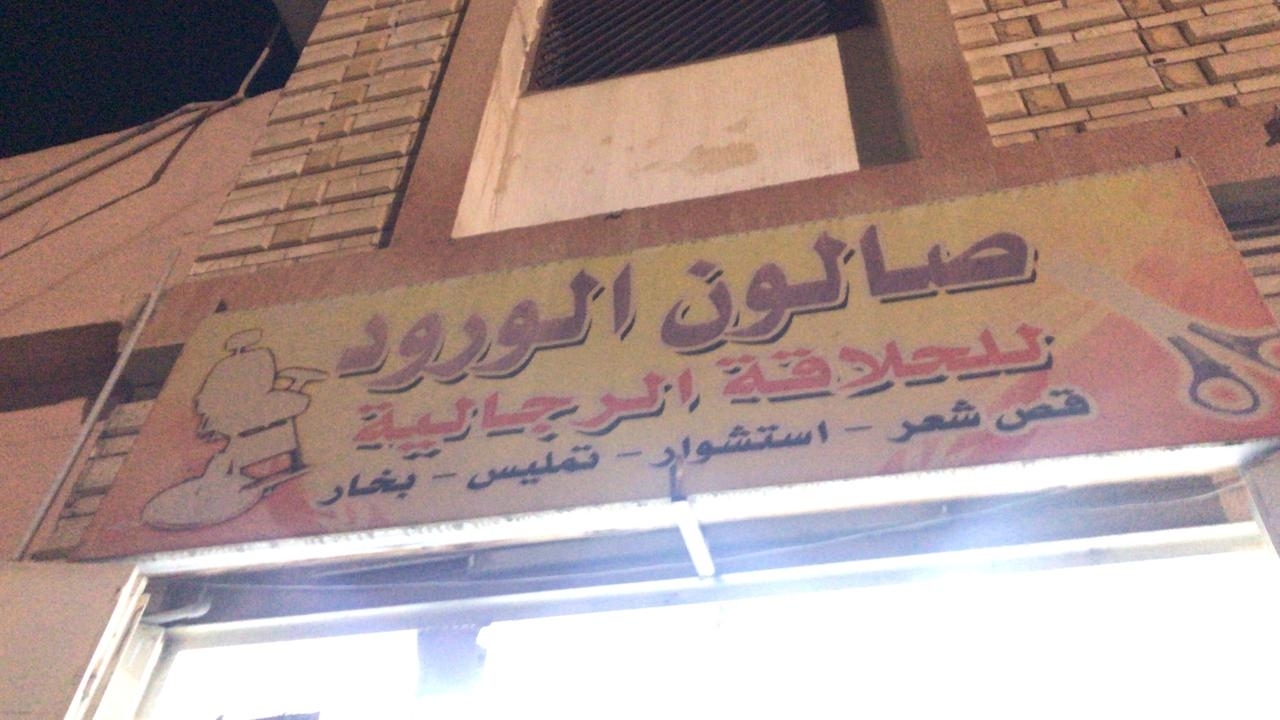 صالون الورود
للحلاقة الرجالية
قص شعر - استشوار - تمليس - بخار